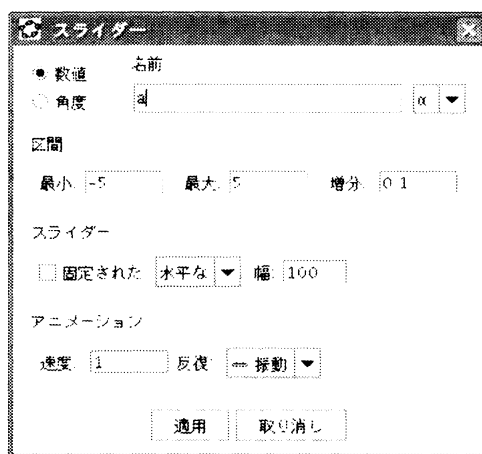 スライダー
名前
数値
角度
a
α
区間
最小: -5 最大: 5 増分: 0.1
スライダー
固定された 水平な 幅: 100
アニメーション
速度: 1 反復: ⇔ 振動
適用 取り消し